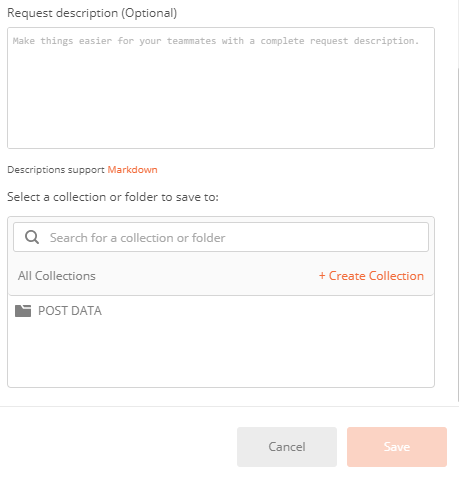 Request description (Optional)
Make things easier for your teammates with a complete request description.
Descriptions support Markdown
Select a collection or folder to save to:
Search for a collection or folder
All Collections
+ Create Collection
POST DATA
Cancel
Save